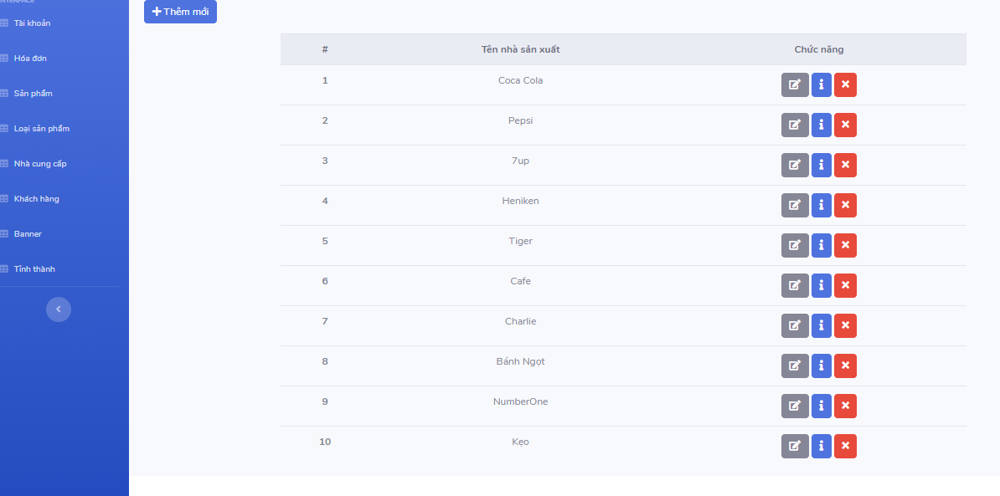 INTERFACE
Tài khoản
Hóa đơn
Sản phẩm
Loại sản phẩm
Nhà cung cấp
Khách hàng
Banner
Tỉnh thành
Thêm mới
# Tên nhà sản xuất Chức năng
1 Coca Cola
2 Pepsi
3 7up
4 Heniken
5 Tiger
6 Cafe
7 Charlie
8 Bánh Ngọt
9 NumberOne
10 Kẹo